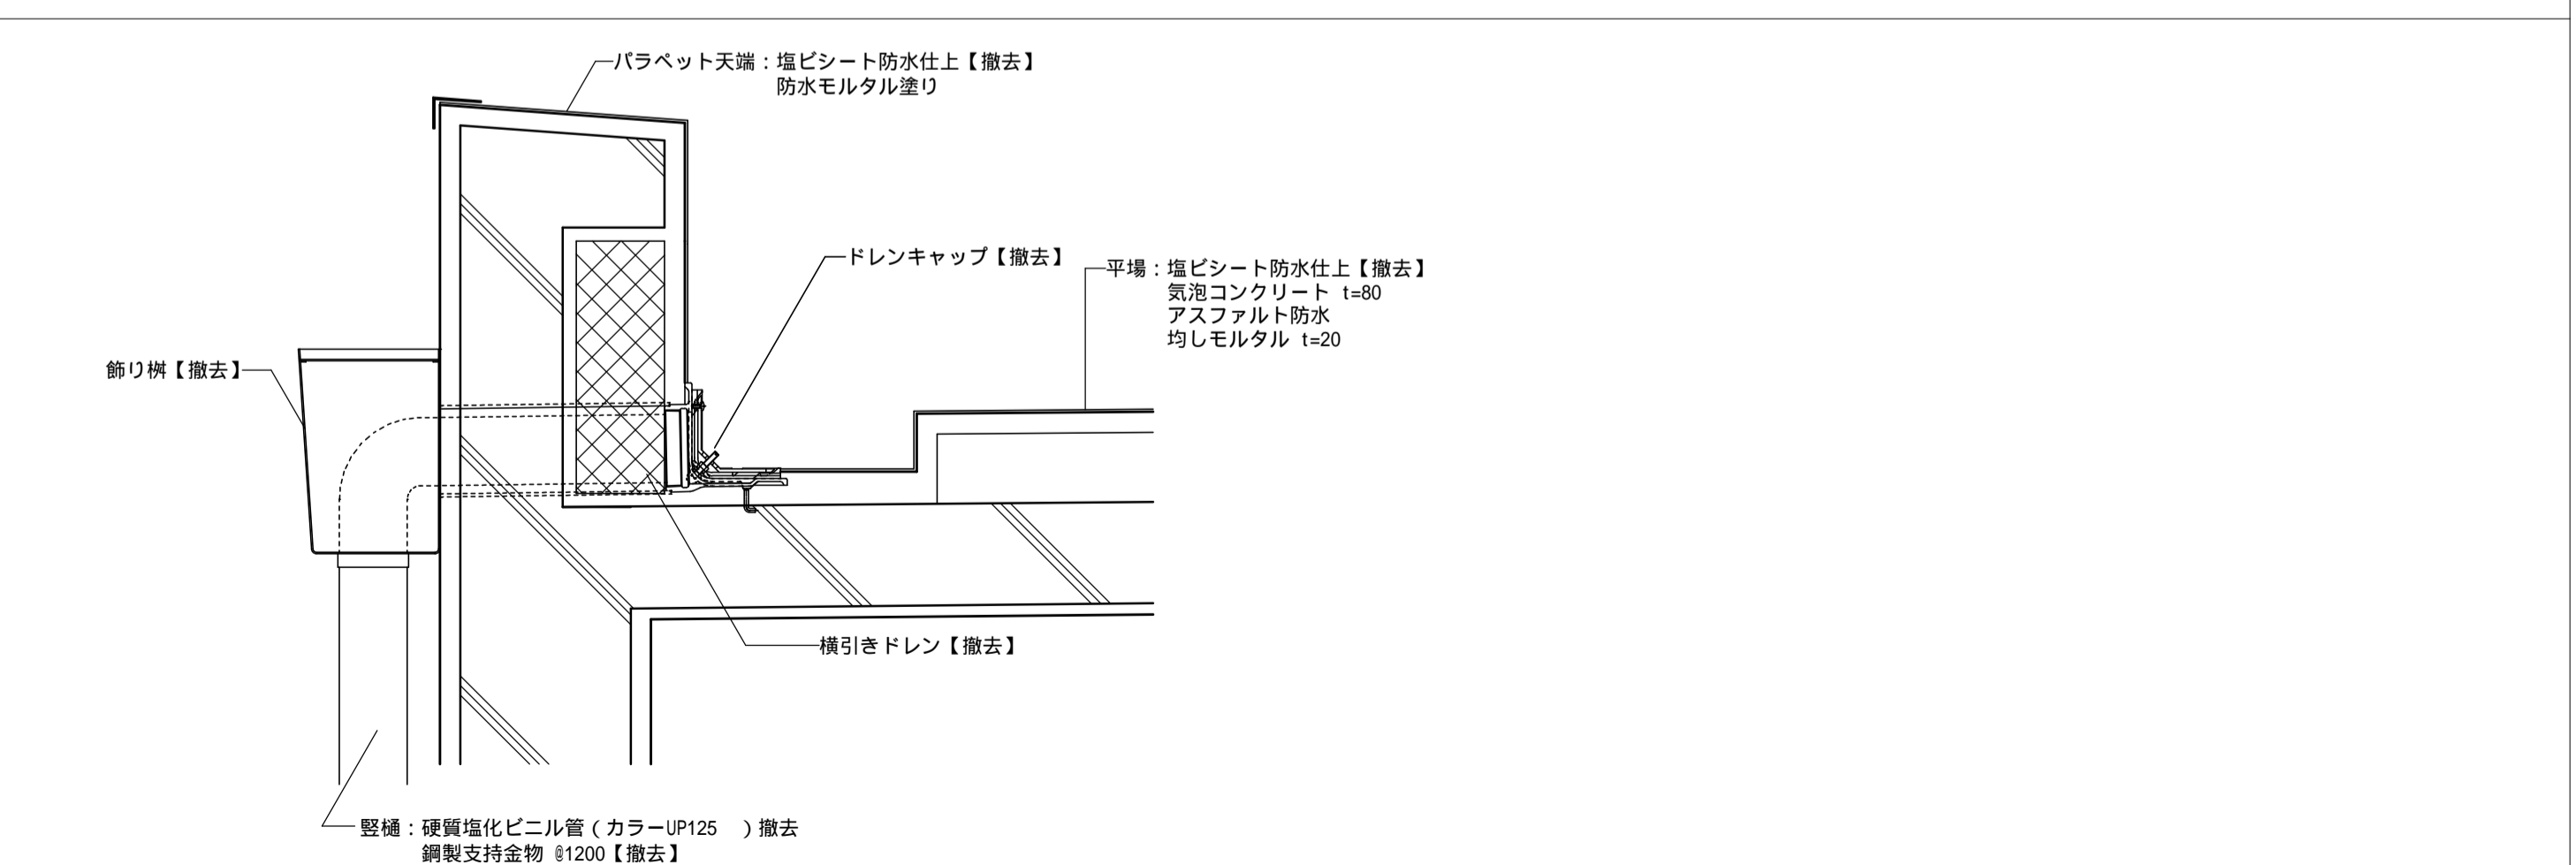 パラペット天端：塩ビシート防水仕上【撤去】
防水モルタル塗り
ドレンキャップ【撤去】
平場：塩ビシート防水仕上【撤去】
気泡コンクリート t=80
アスファルト防水
均しモルタル t=20
飾り桝【撤去】
横引きドレン【撤去】
竪樋：硬質塩化ビニル管（カラーUP125　）撤去
鋼製支持金物 @1200【撤去】